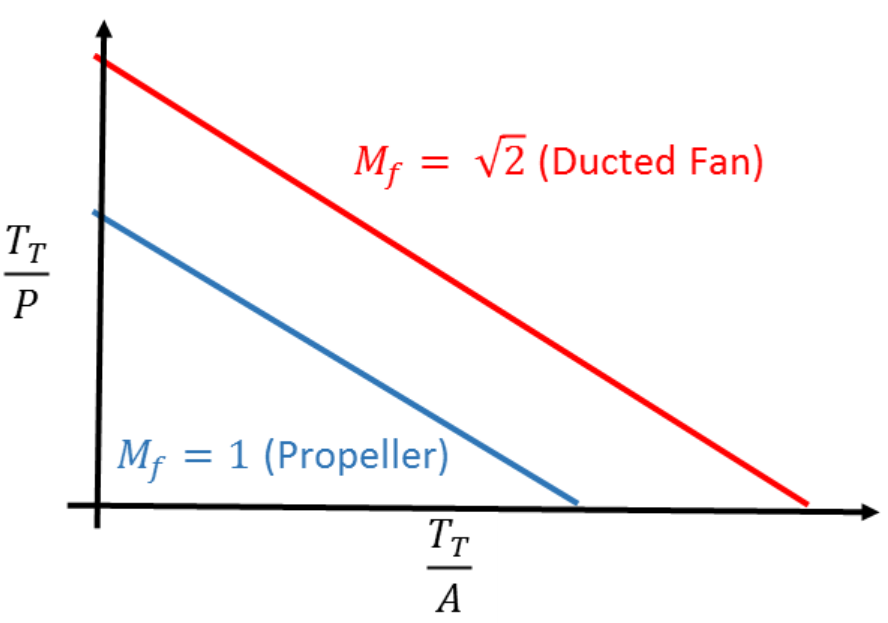 M_f = √2 (Ducted Fan)
T_T
P
M_f = 1 (Propeller)
T_T
A